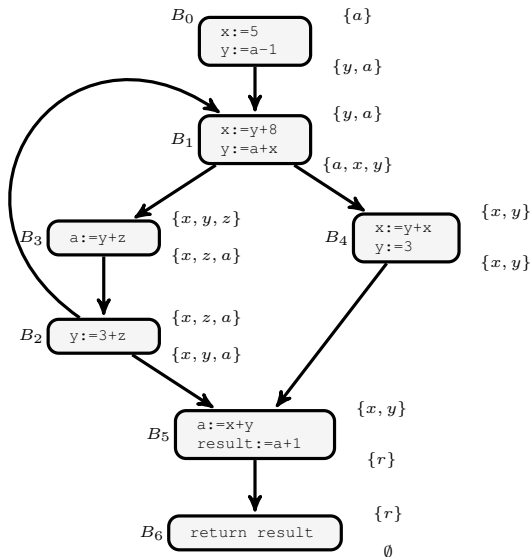 B0 {a}
x:=5
y:=a−1
{y, a}
{y, a}
B1
x:=y+8
y:=a+x
{a, x, y}
{x, y, z}
B3 a:=y+z
{x, z, a}
{x, y}
B4
x:=y+x
y:=3
{x, y}
{x, z, a}
B2 y:=3+z
{x, y, a}
{x, y}
B5
a:=x+y
result:=a+1
{r}
{r}
B6 return result
∅